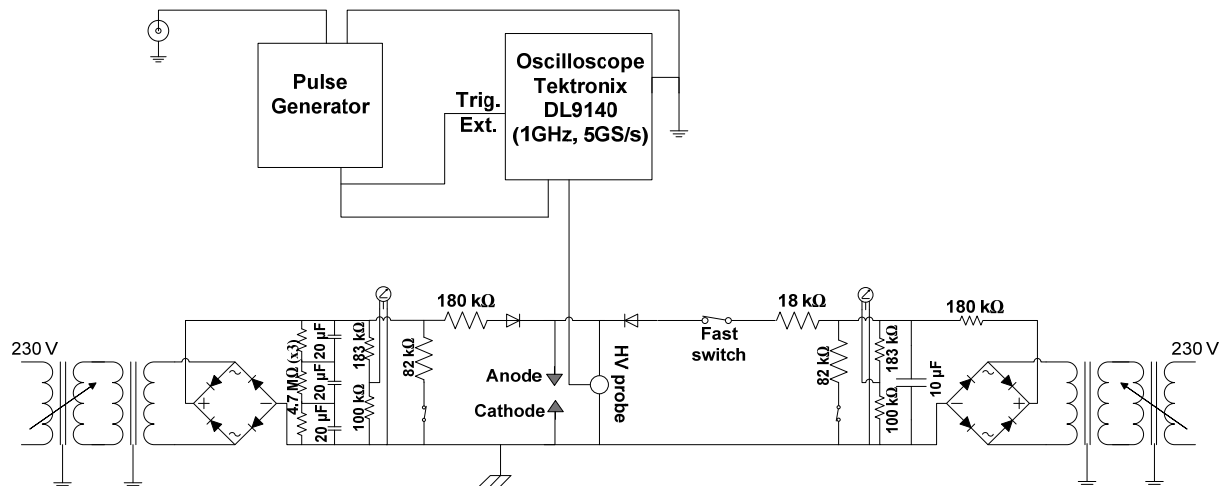 Pulse
Generator
Oscilloscope
Tektronix
DL9140
(1GHz, 5GS/s)
Trig.
Ext.
230 V
4.7 MΩ (x3)
20 µF
20 µF
20 µF
183 kΩ
100 kΩ
82 kΩ
180 kΩ
Anode
Cathode
HV probe
Fast
switch
18 kΩ
82 kΩ
183 kΩ
100 kΩ
10 µF
180 kΩ
230 V